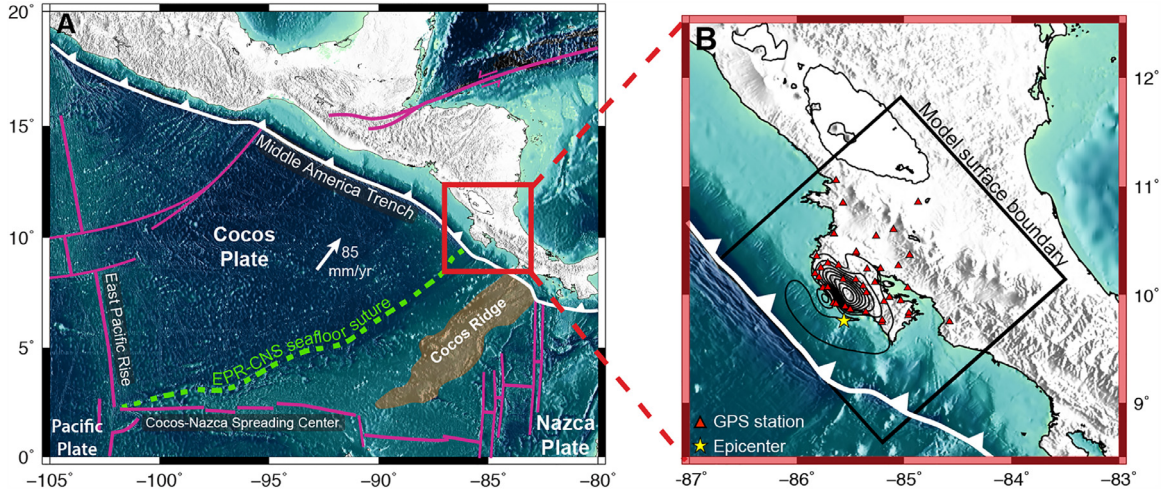 A
20°
15°
10°
5°
0°
−105°
−100°
−95°
−90°
−85°
−80°
Middle America Trench
Cocos
Plate
85
mm/yr
East Pacific Rise
EPR-CNS seafloor suture
Cocos Ridge
Cocos-Nazca Spreading Center
Pacific
Plate
Nazca
Plate
B
Model surface boundary
GPS station
Epicenter
12°
11°
10°
9°
−87°
−86°
−85°
−84°
−83°